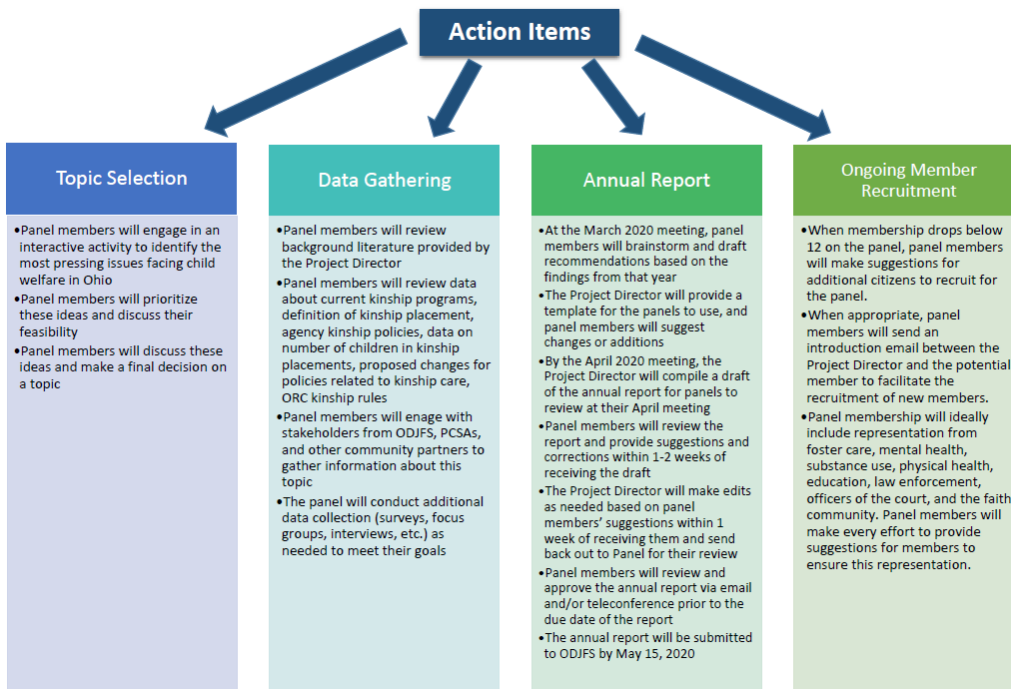 Action Items
Topic Selection
•Panel members will engage in an
interactive activity to identify the
most pressing issues facing child
welfare in Ohio
•Panel members will prioritize
these ideas and discuss their
feasibility
•Panel members will discuss these
ideas and make a final decision on
a topic
Data Gathering
•Panel members will review
background literature provided by
the Project Director
•Panel members will review data
about current kinship programs,
definition of kinship placement,
agency kinship policies, data on
number of children in kinship
placements, proposed changes for
policies related to kinship care,
ORC kinship rules
•Panel members will enage with
stakeholders from ODJFS, PCSAs,
and other community partners to
gather information about this
topic
•The panel will conduct additional
data collection (surveys, focus
groups, interviews, etc.) as
needed to meet their goals
Annual Report
•At the March 2020 meeting, panel
members will brainstorm and draft
recommendations based on the
findings from that year
•The Project Director will provide a
template for the panels to use, and
panel members will suggest
changes or additions
•By the April 2020 meeting, the
Project Director will compile a draft
of the annual report for panels to
review at their April meeting
•Panel members will review the
report and provide suggestions and
corrections within 1-2 weeks of
receiving the draft
•The Project Director will make edits
as needed based on panel
members' suggestions within 1
week of receiving them and send
back out to Panel for their review
•Panel members will review and
approve the annual report via email
and/or teleconference prior to the
due date of the report
•The annual report will be submitted
to ODJFS by May 15, 2020
Ongoing Member
Recruitment
•When membership drops below
12 on the panel, panel members
will make suggestions for
additional citizens to recruit for
the panel.
•When appropriate, panel
members will send an
introduction email between the
Project Director and the potential
member to facilitate the
recruitment of new members.
•Panel membership will ideally
include representation from
foster care, mental health,
substance use, physical health,
education, law enforcement,
officers of the court, and the faith
community. Panel members will
make every effort to provide
suggestions for members to
ensure this representation.